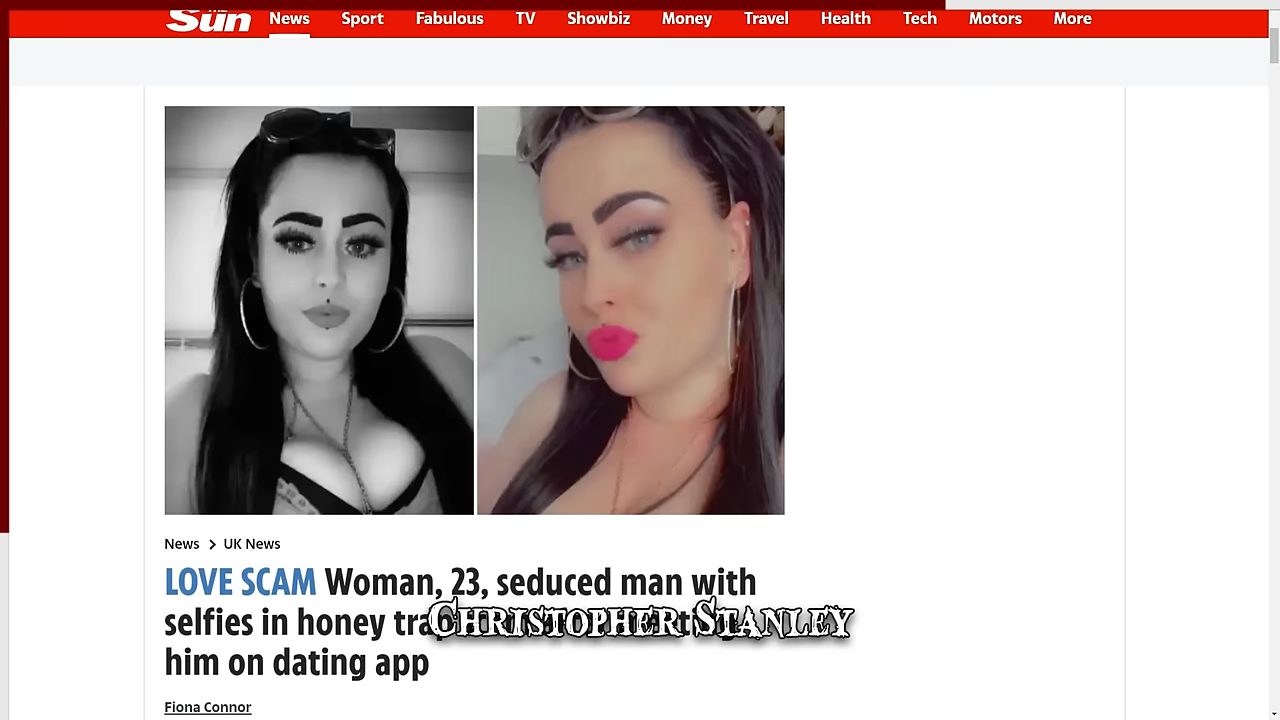 THE
Sun
News Sport Fabulous TV Showbiz Money Travel Health Tech Motors More
News > UK News
LOVE SCAM Woman, 23, seduced man with
selfies in honey
Christopher Stanley
him on dating app
Fiona Connor